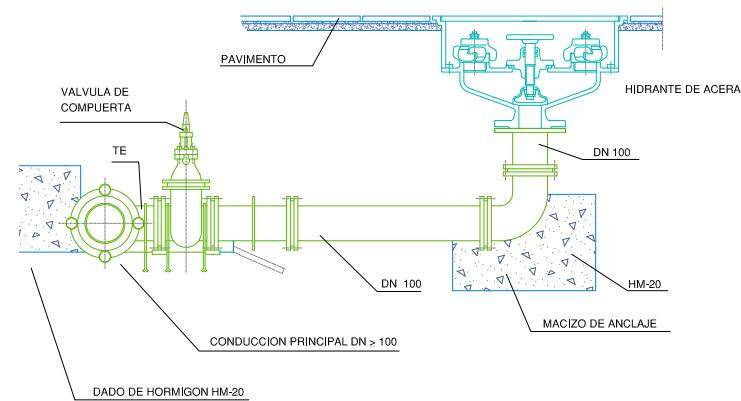 PAVIMENTO
VALVULA DE
COMPUERTA
HIDRANTE DE ACERA
TE
DN 100
DN 100
HM-20
MACIZO DE ANCLAJE
CONDUCCION PRINCIPAL DN > 100
DADO DE HORMIGON HM-20